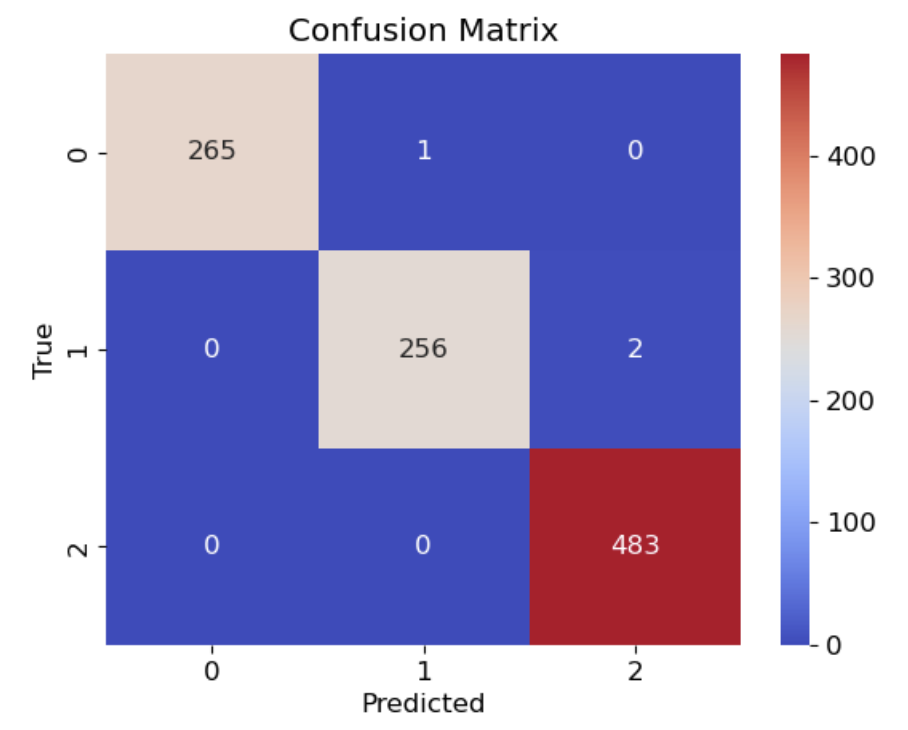 Confusion Matrix
0 265 1 0
1 0 256 2
2 0 0 483
0 1 2
True
Predicted
400
300
200
100
0